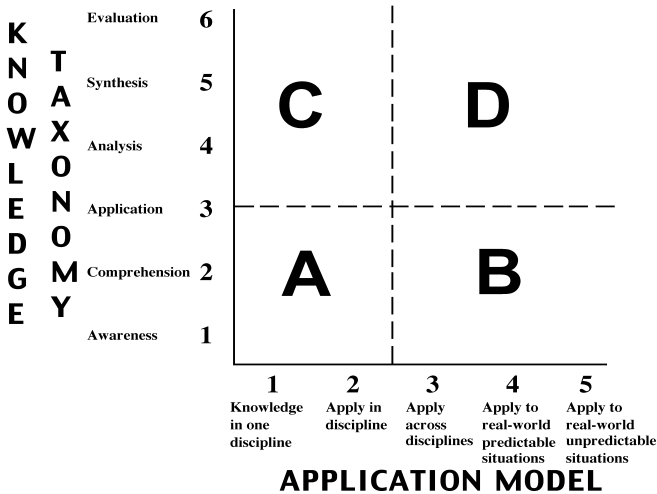 KNOWLEDGE
TAXONOMY
Evaluation 6
Synthesis 5
Analysis 4
Application 3
Comprehension 2
Awareness 1
C D
A B
1 2 3 4 5
Knowledge
in one
discipline
Apply in
discipline
Apply
across
disciplines
Apply to
real-world
predictable
situations
Apply to
real-world
unpredictable
situations
APPLICATION MODEL